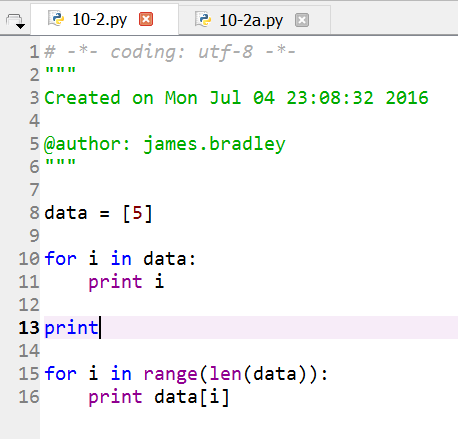 10-2.py 10-2a.py
1 # -*- coding: utf-8 -*-
2 """
3 Created on Mon Jul 04 23:08:32 2016
4
5 @author: james.bradley
6 """
7
8 data = [5]
9
10 for i in data:
11     print i
12
13 print
14
15 for i in range(len(data)):
16     print data[i]